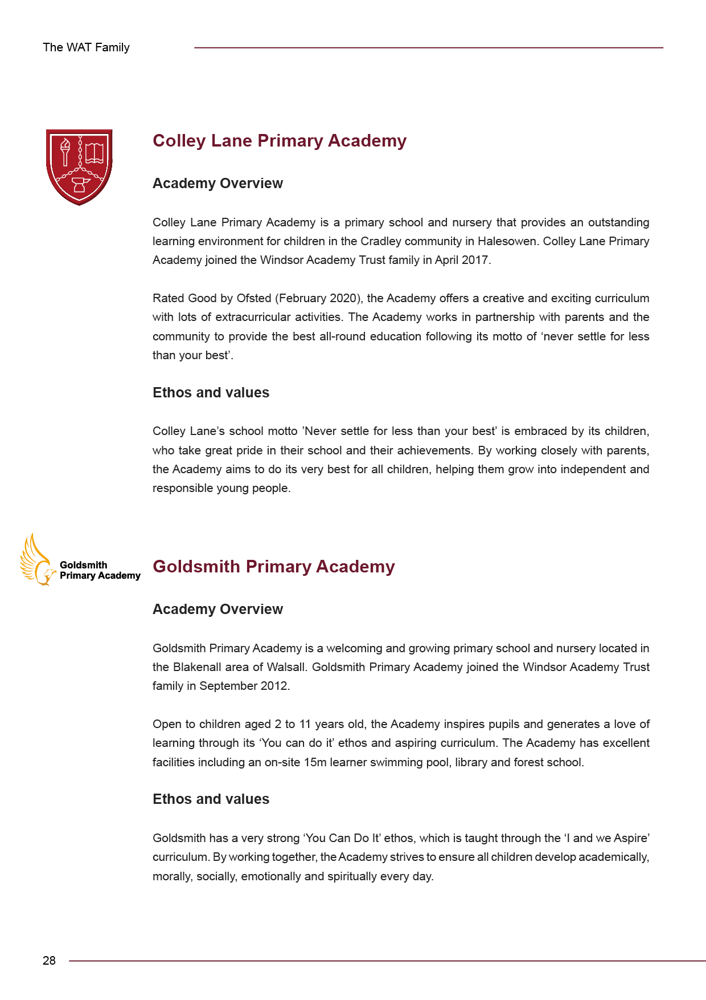 The WAT Family
Colley Lane Primary Academy
Academy Overview
Colley Lane Primary Academy is a primary school and nursery that provides an outstanding
learning environment for children in the Cradley community in Halesowen. Colley Lane Primary
Academy joined the Windsor Academy Trust family in April 2017.
Rated Good by Ofsted (February 2020), the Academy offers a creative and exciting curriculum
with lots of extracurricular activities. The Academy works in partnership with parents and the
community to provide the best all-round education following its motto of ‘never settle for less
than your best’.
Ethos and values
Colley Lane’s school motto ’Never settle for less than your best’ is embraced by its children,
who take great pride in their school and their achievements. By working closely with parents,
the Academy aims to do its very best for all children, helping them grow into independent and
responsible young people.
Goldsmith
Primary Academy
Goldsmith Primary Academy
Academy Overview
Goldsmith Primary Academy is a welcoming and growing primary school and nursery located in
the Blakenall area of Walsall. Goldsmith Primary Academy joined the Windsor Academy Trust
family in September 2012.
Open to children aged 2 to 11 years old, the Academy inspires pupils and generates a love of
learning through its ‘You can do it’ ethos and aspiring curriculum. The Academy has excellent
facilities including an on-site 15m learner swimming pool, library and forest school.
Ethos and values
Goldsmith has a very strong ‘You Can Do It’ ethos, which is taught through the ‘I and we Aspire’
curriculum. By working together, the Academy strives to ensure all children develop academically,
morally, socially, emotionally and spiritually every day.
28